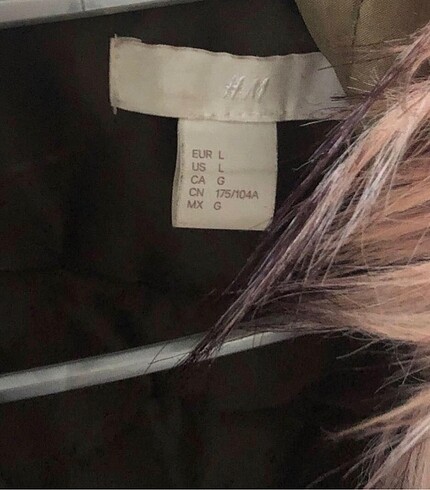 H&M
EUR L
US L
CA G
CN 175/104A
MX G